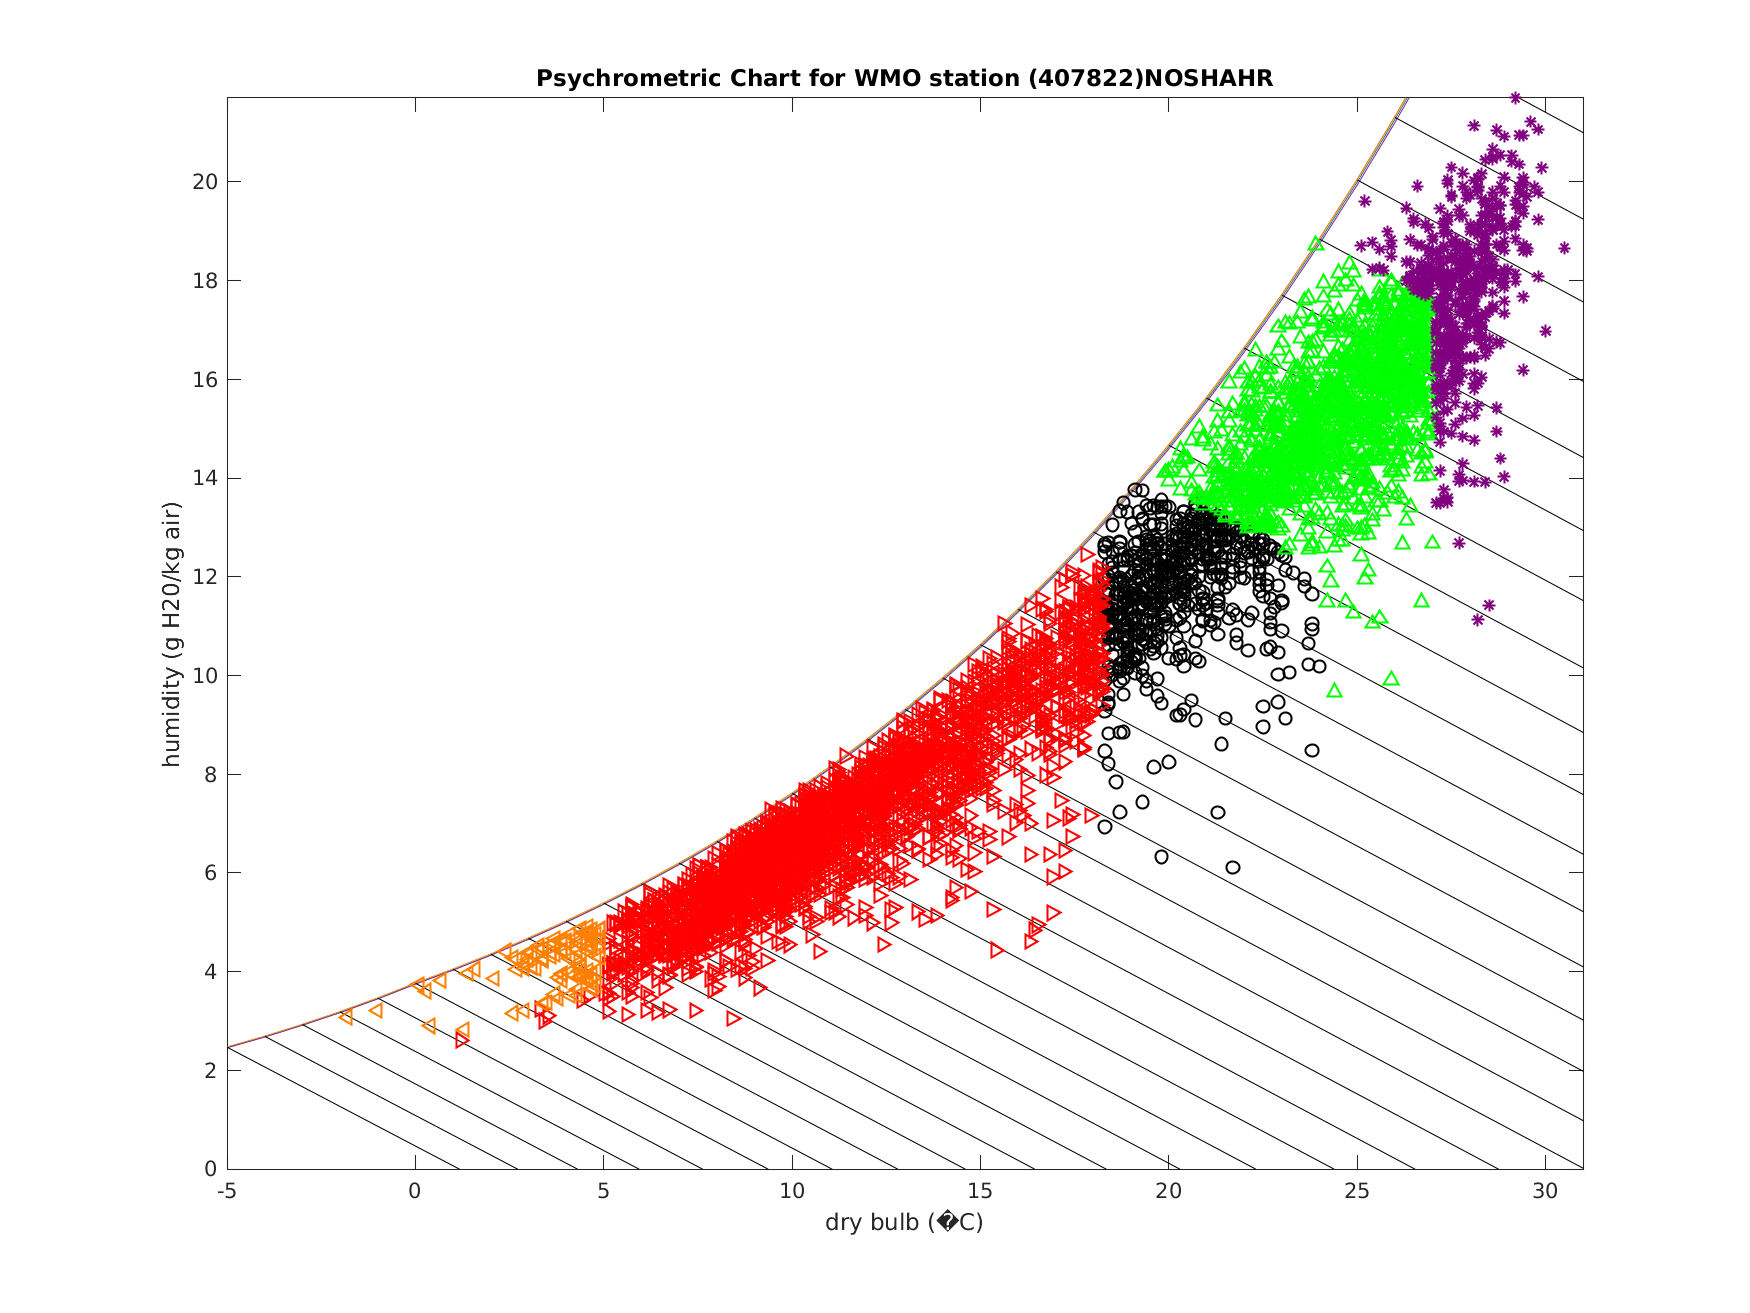 Psychrometric Chart for WMO station (407822)NOSHAHR
humidity (g H20/kg air)
20
18
16
14
12
10
8
6
4
2
0
-5 0 5 10 15 20 25 30
dry bulb (�C)